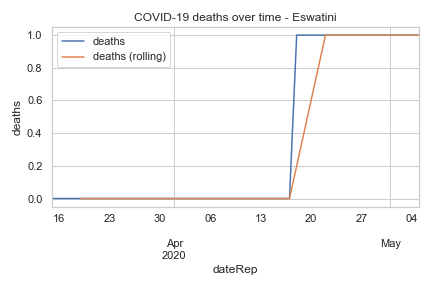 COVID-19 deaths over time - Eswatini
deaths
deaths (rolling)
1.0
0.8
0.6
0.4
0.2
0.0
deaths
16 23 30 06 13 20 27 04
Apr May
2020
dateRep